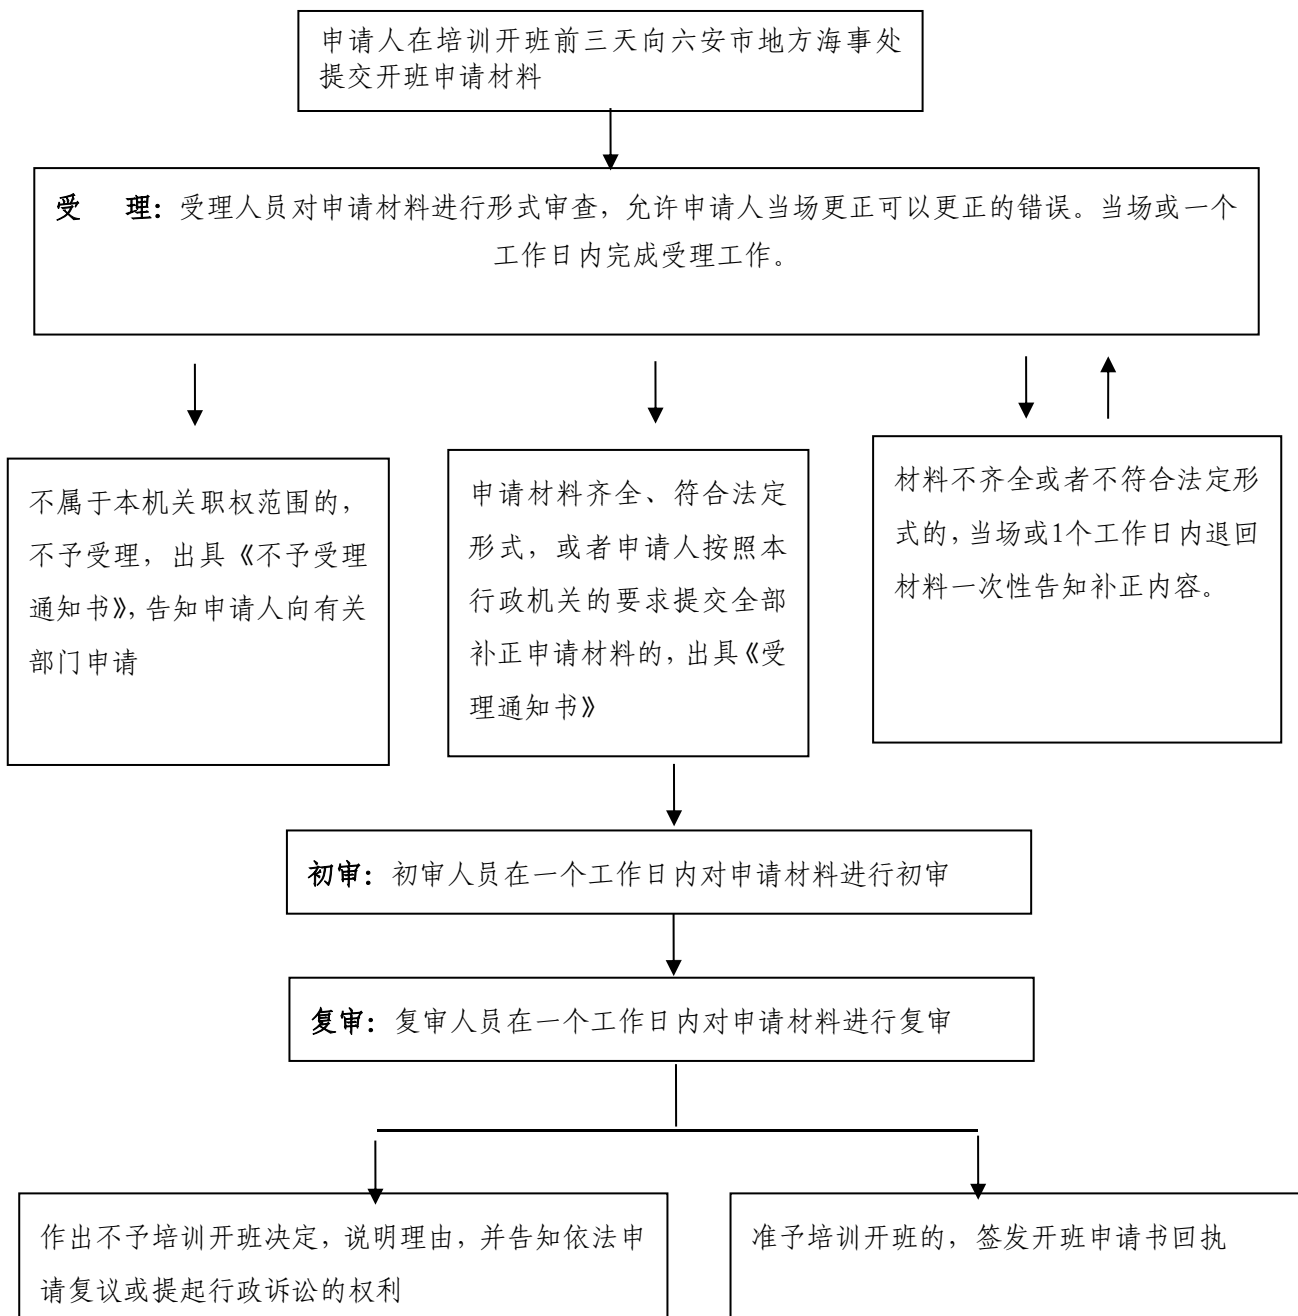 申请人在培训开班前三天向六安市地方海事处
提交开班申请材料
受 理：受理人员对申请材料进行形式审查，允许申请人当场更正可以更正的错误。当场或一个
工作日内完成受理工作。
不属于本机关职权范围的，
不予受理，出具《不予受理
通知书》，告知申请人向有关
部门申请
申请材料齐全、符合法定
形式，或者申请人按照本
行政机关的要求提交全部
补正申请材料的，出具《受
理通知书》
材料不齐全或者不符合法定形
式的，当场或1个工作日内退回
材料一次性告知补正内容。
初审：初审人员在一个工作日内对申请材料进行初审
复审：复审人员在一个工作日内对申请材料进行复审
作出不予培训开班决定，说明理由，并告知依法申
请复议或提起行政诉讼的权利
准予培训开班的，签发开班申请书回执